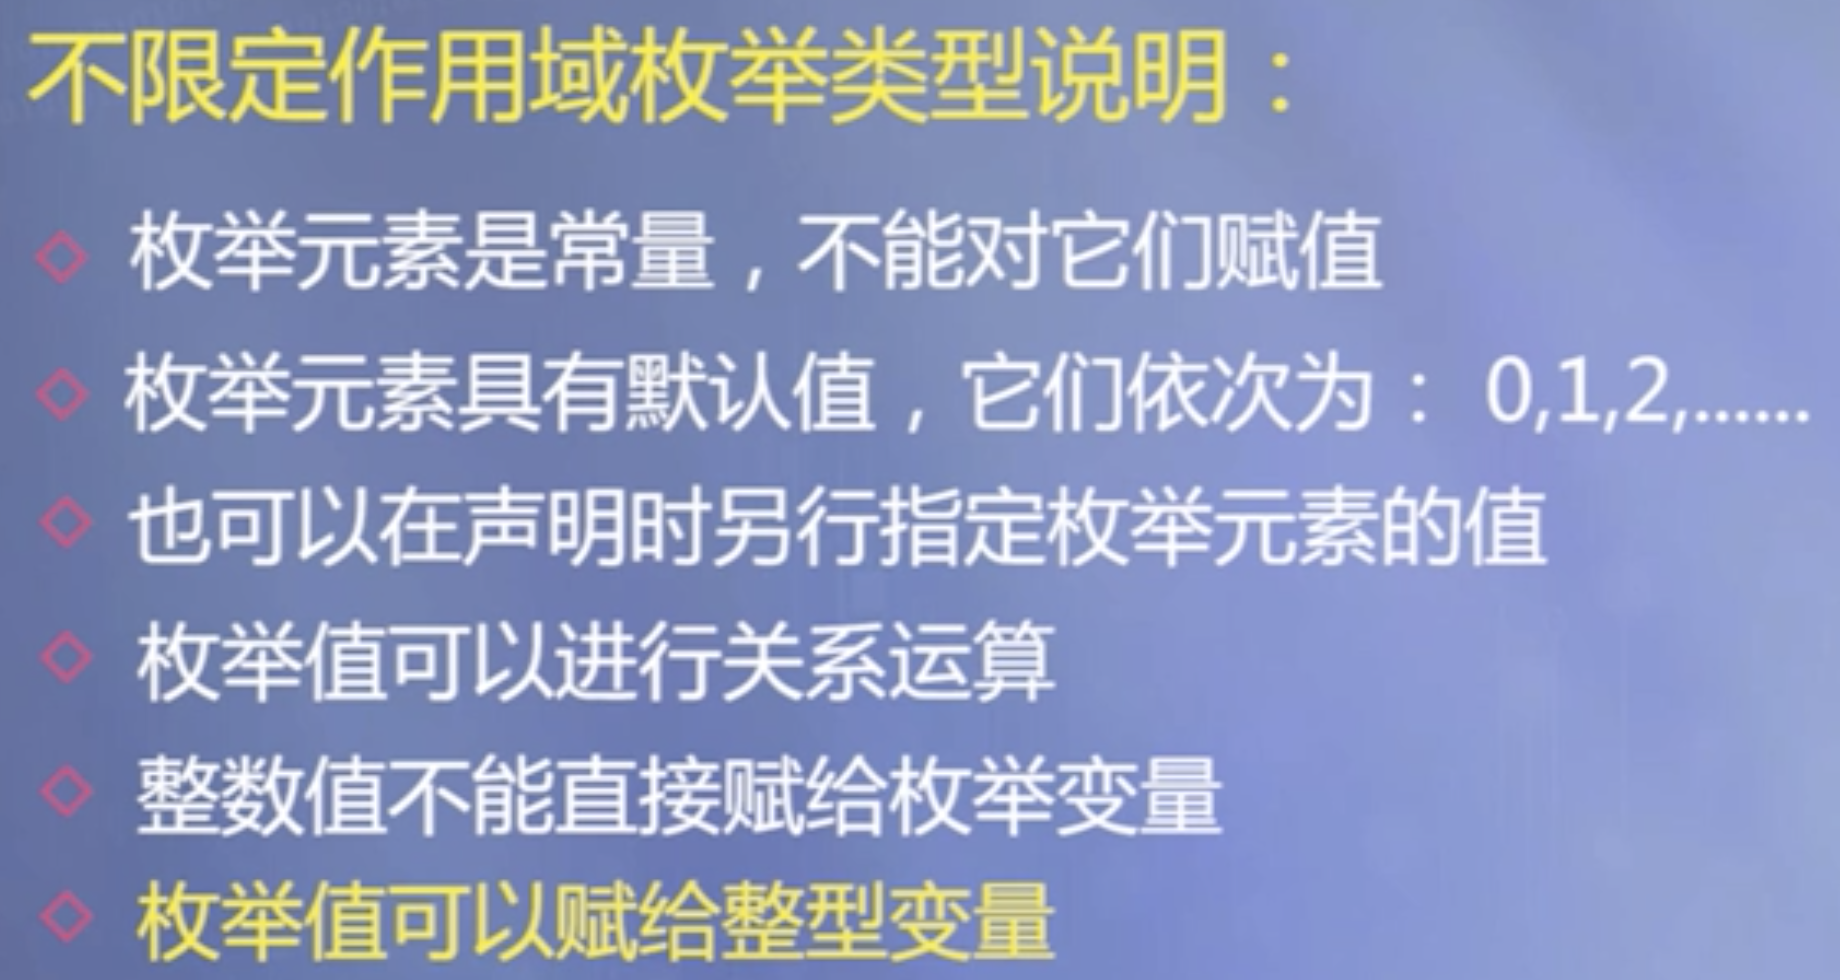 不限定作用域枚举类型说明：
枚举元素是常量，不能对它们赋值
枚举元素具有默认值，它们依次为： 0,1,2,......
也可以在声明时另行指定枚举元素的值
枚举值可以进行关系运算
整数值不能直接赋给枚举变量
枚举值可以赋给整型变量